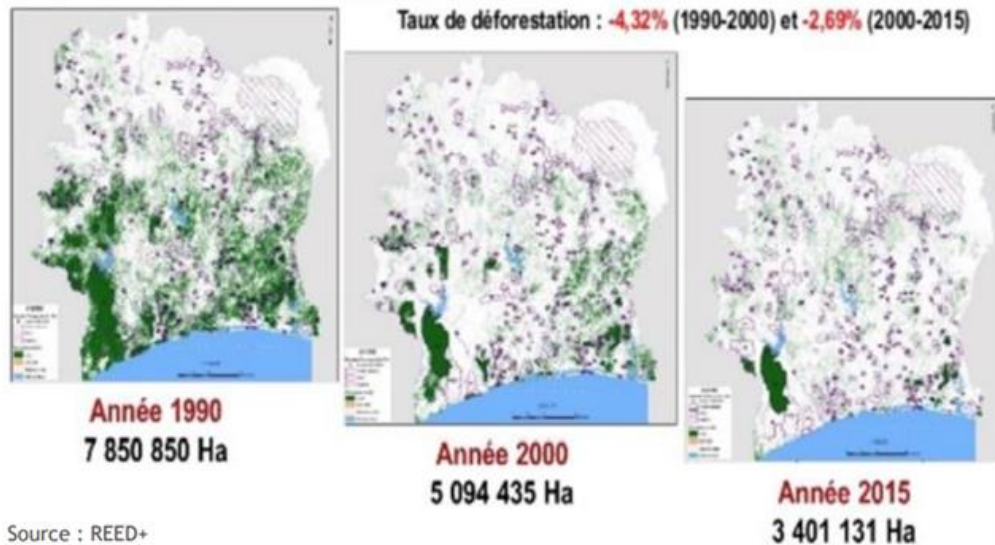 Taux de déforestation : -4,32% (1990-2000) et -2,69% (2000-2015)
Année 1990
7 850 850 Ha
Année 2000
5 094 435 Ha
Année 2015
3 401 131 Ha
Source : REED+